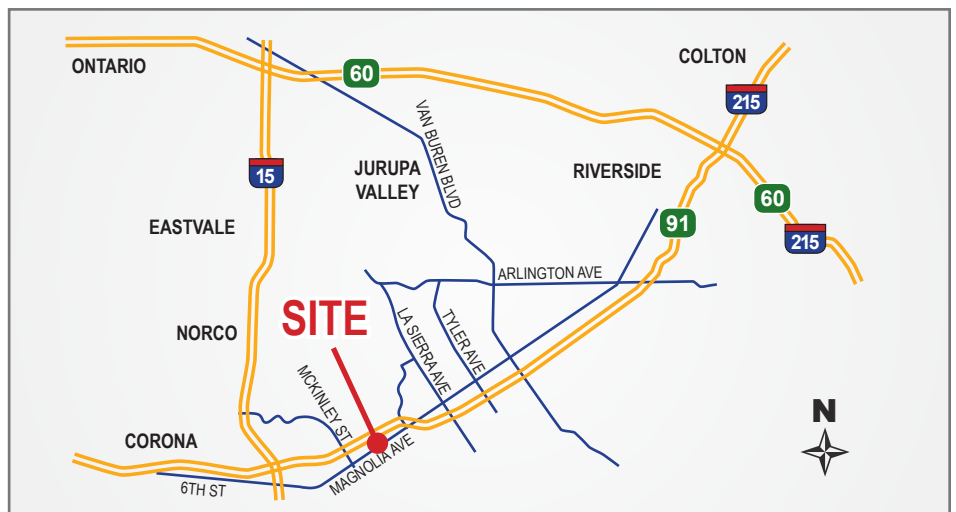 ONTARIO
COLTON
60
215
VAN BUREN BLVD
JURUPA
VALLEY
RIVERSIDE
15
60
EASTVALE
91
215
ARLINGTON AVE
SITE
NORCO
LA SIERRA AVE
TYLER AVE
MCKINLEY ST
CORONA
MAGNOLIA AVE
6TH ST
N